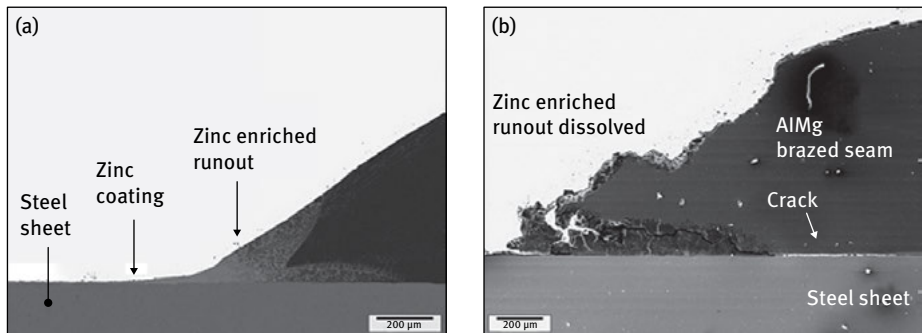 (a)
Zinc enriched
runout
Zinc
coating
Steel
sheet
200 µm
(b)
Zinc enriched
runout dissolved
AlMg
brazed seam
Crack
Steel sheet
200 µm